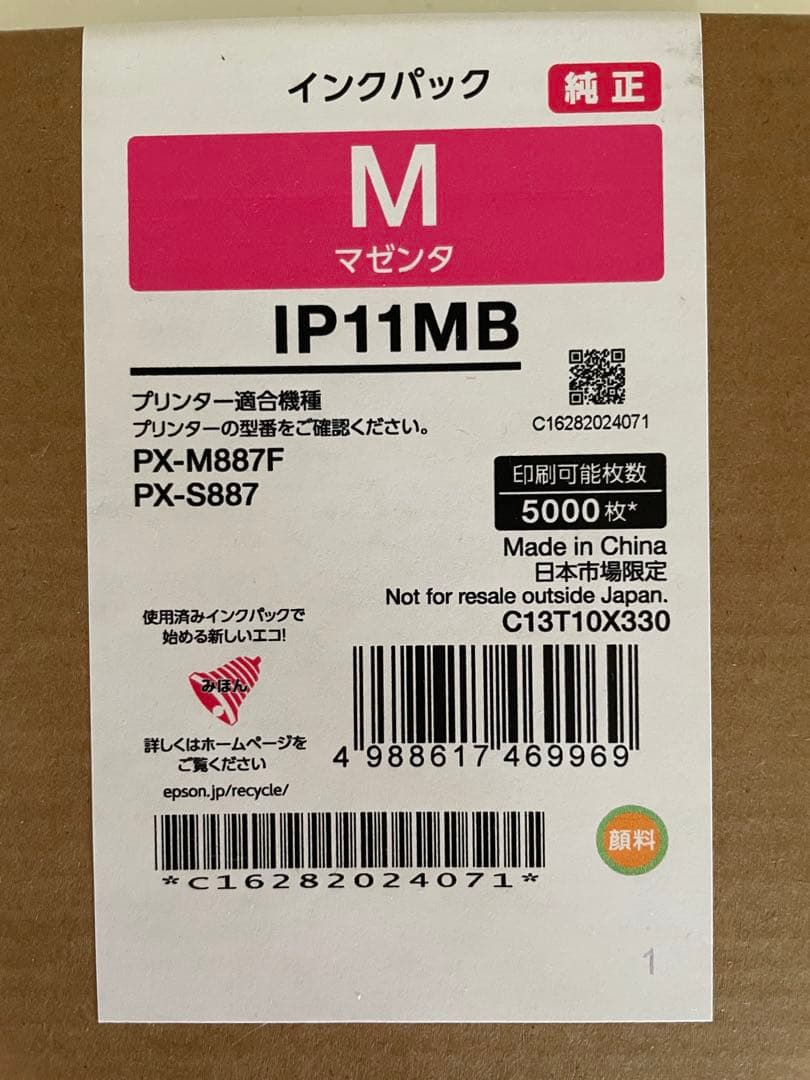 インクパック
純正
M
マゼンタ
IP11MB
プリンター適合機種
プリンターの型番をご確認ください。
PX-M887F
PX-S887
C16282024071
印刷可能枚数
5000枚*
Made in China
日本市場限定
Not for resale outside Japan.
C13T10X330
使用済みインクパックで
始める新しいエコ!
みほん
詳しくはホームページを
ご覧ください
epson.jp/recycle/
4 988617 469969
*C16282024071*
顔料
1